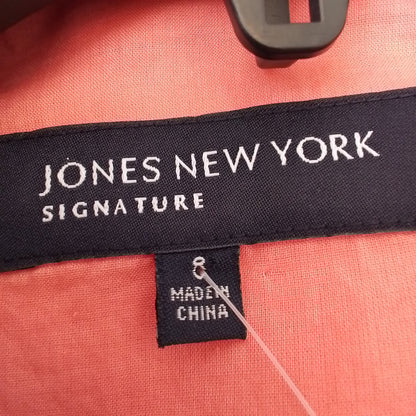 JONES NEW YORK
SIGNATURE
8
MADE IN
CHINA